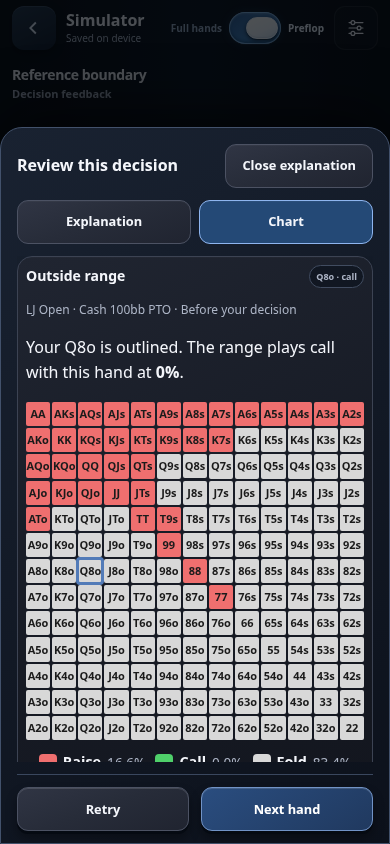 Simulator
Saved on device
Full hands
Preflop
Reference boundary
Decision feedback
Review this decision
Close explanation
Explanation
Chart
Outside range
Q8o · call
LJ Open · Cash 100bb PTO · Before your decision
Your Q8o is outlined. The range plays call
with this hand at 0%.
AA AKs AQs AJs ATs A9s A8s A7s A6s A5s A4s A3s A2s
AKo KK KQs KJs KTs K9s K8s K7s K6s K5s K4s K3s K2s
AQo KQo QQ QJs QTs Q9s Q8s Q7s Q6s Q5s Q4s Q3s Q2s
AJo KJo QJo JJ JTs J9s J8s J7s J6s J5s J4s J3s J2s
ATo KTo QTo JTo TT T9s T8s T7s T6s T5s T4s T3s T2s
A9o K9o Q9o J9o T9o 99 98s 97s 96s 95s 94s 93s 92s
A8o K8o Q8o J8o T8o 98o 88 87s 86s 85s 84s 83s 82s
A7o K7o Q7o J7o T7o 97o 87o 77 76s 75s 74s 73s 72s
A6o K6o Q6o J6o T6o 96o 86o 76o 66 65s 64s 63s 62s
A5o K5o Q5o J5o T5o 95o 85o 75o 65o 55 54s 53s 52s
A4o K4o Q4o J4o T4o 94o 84o 74o 64o 54o 44 43s 42s
A3o K3o Q3o J3o T3o 93o 83o 73o 63o 53o 43o 33 32s
A2o K2o Q2o J2o T2o 92o 82o 72o 62o 52o 42o 32o 22
Raise 16.6% Call 0.0% Fold 83.4%
Retry
Next hand